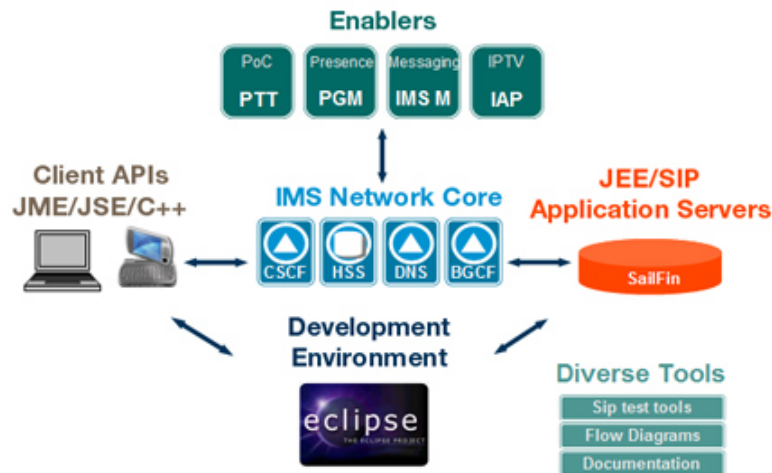 Enablers
PoC
PTT
Presence
PGM
Messaging
IMS M
IPTV
IAP
Client APIs
JME/JSE/C++
IMS Network Core
CSCF
HSS
DNS
BGCF
JEE/SIP
Application Servers
SailFin
Development
Environment
eclipse
THE ECLIPSE PROJECT
Diverse Tools
Sip test tools
Flow Diagrams
Documentation